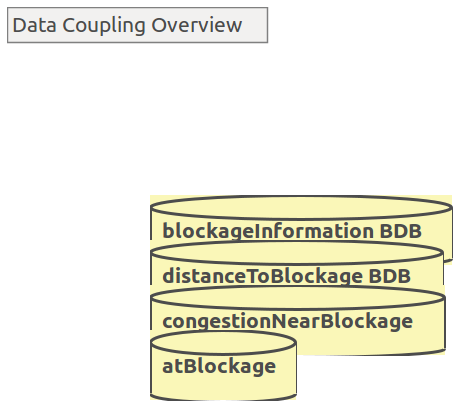 Data Coupling Overview
blockageInformation BDB
distanceToBlockage BDB
congestionNearBlockage
atBlockage